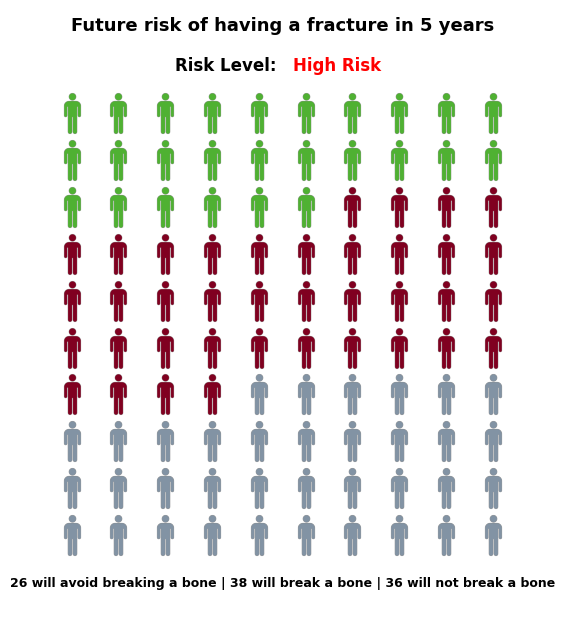 Future risk of having a fracture in 5 years
Risk Level: High Risk
26 will avoid breaking a bone | 38 will break a bone | 36 will not break a bone